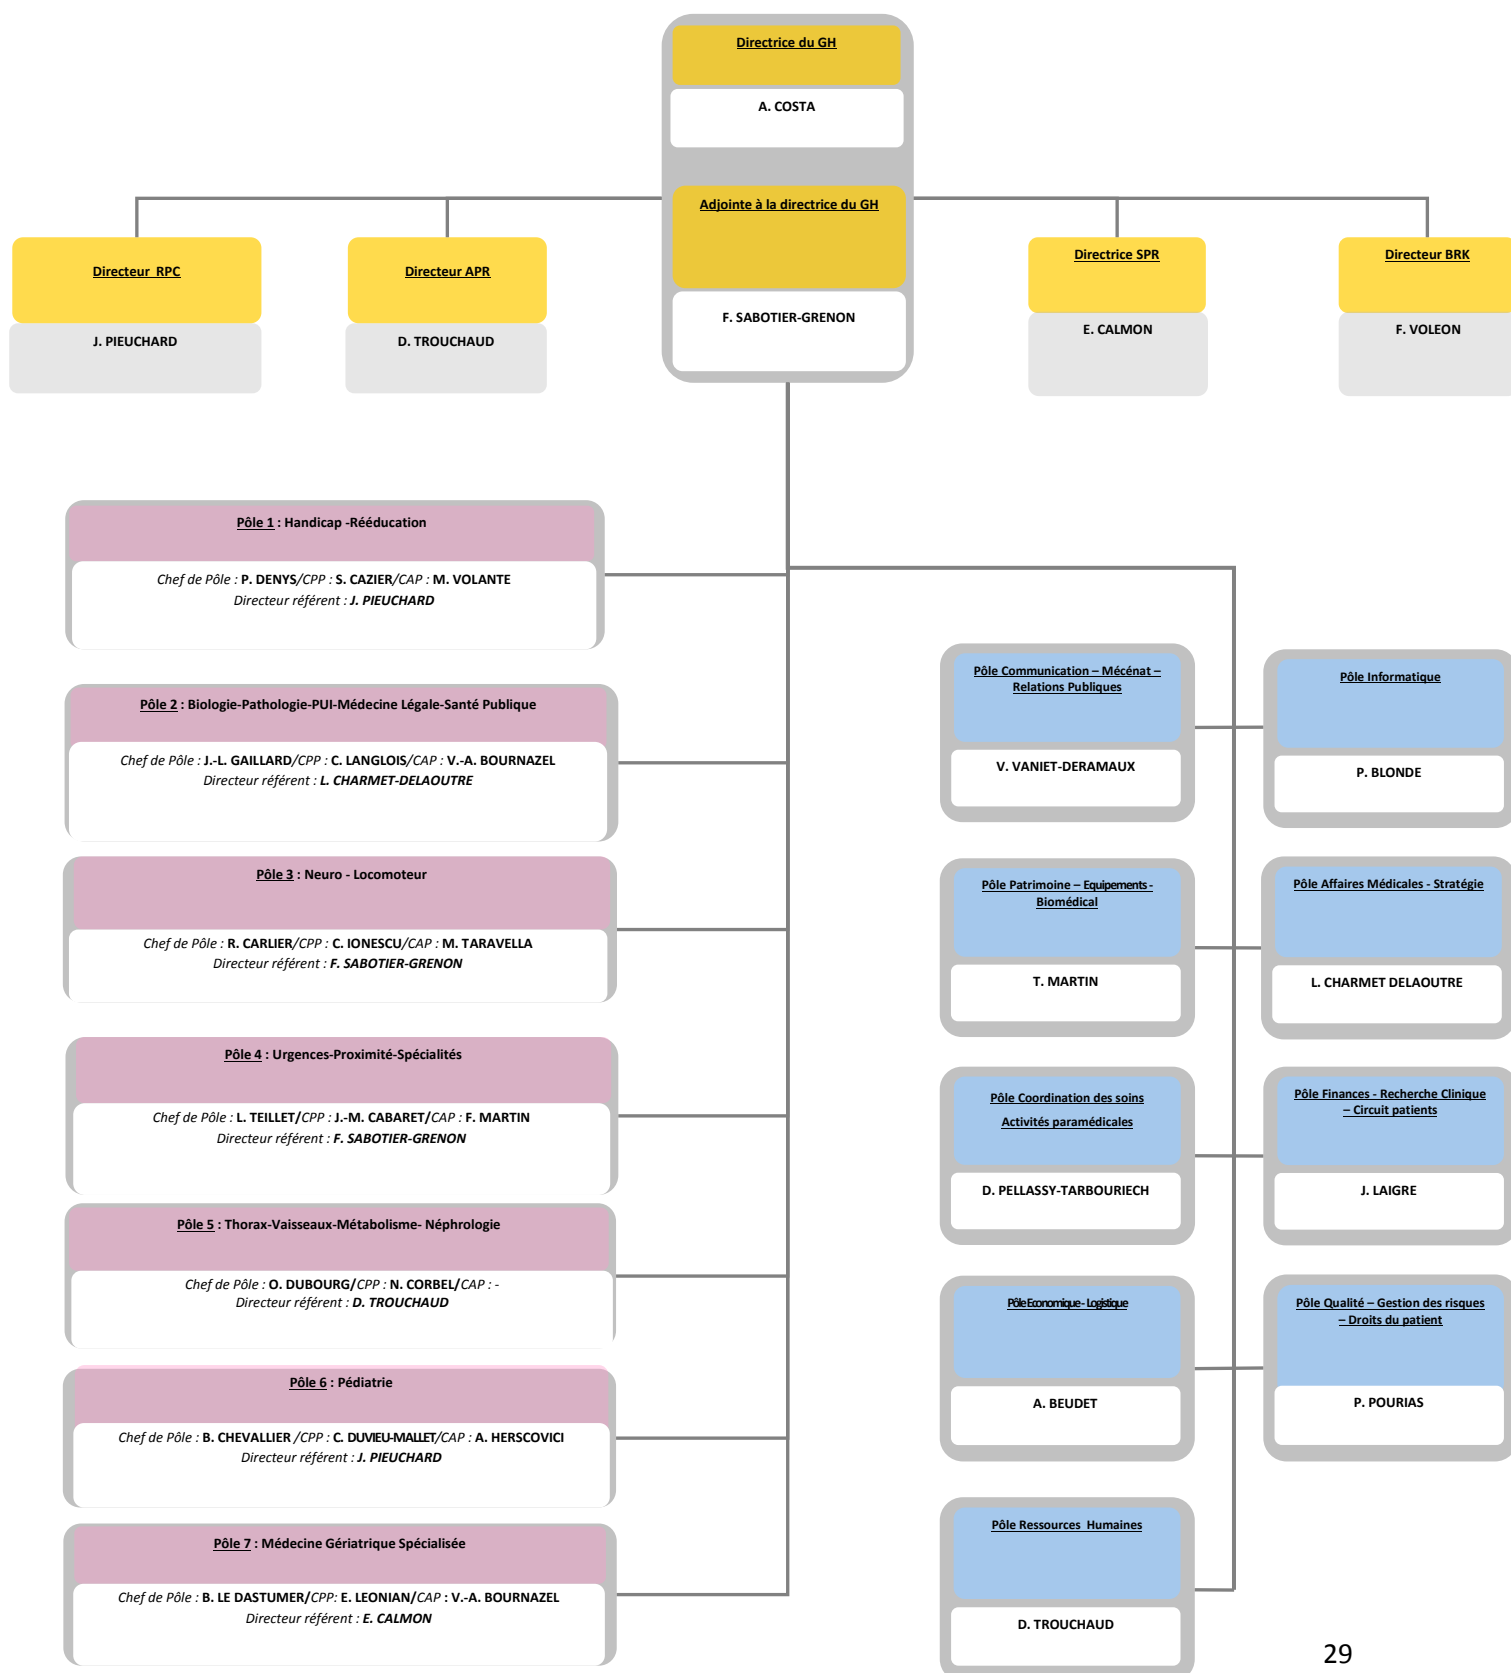 Directrice du GH
A. COSTA
Adjointe à la directrice du GH
F. SABOTIER-GRENON
Directeur RPC
J. PIEUCHARD
Directeur APR
D. TROUCHAUD
Directrice SPR
E. CALMON
Directeur BRK
F. VOLEON
Pôle 1 : Handicap -Rééducation
Chef de Pôle : P. DENYS/CPP : S. CAZIER/CAP : M. VOLANTE
Directeur référent : J. PIEUCHARD
Pôle 2 : Biologie-Pathologie-PUI-Médecine Légale-Santé Publique
Chef de Pôle : J.-L. GAILLARD/CPP : C. LANGLOIS/CAP : V.-A. BOURNAZEL
Directeur référent : L. CHARMET-DELAOUTRE
Pôle 3 : Neuro - Locomoteur
Chef de Pôle : R. CARLIER/CPP : C. IONESCU/CAP : M. TARAVELLA
Directeur référent : F. SABOTIER-GRENON
Pôle 4 : Urgences-Proximité-Spécialités
Chef de Pôle : L. TEILLET/CPP : J.-M. CABARET/CAP : F. MARTIN
Directeur référent : F. SABOTIER-GRENON
Pôle 5 : Thorax-Vaisseaux-Métabolisme- Néphrologie
Chef de Pôle : O. DUBOURG/CPP : N. CORBEL/CAP : -
Directeur référent : D. TROUCHAUD
Pôle 6 : Pédiatrie
Chef de Pôle : B. CHEVALLIER /CPP : C. DUVIEU-MALLET/CAP : A. HERSCOVICI
Directeur référent : J. PIEUCHARD
Pôle 7 : Médecine Gériatrique Spécialisée
Chef de Pôle : B. LE DASTUMER/CPP: E. LEONIAN/CAP : V.-A. BOURNAZEL
Directeur référent : E. CALMON
Pôle Communication – Mécénat –
Relations Publiques
V. VANIET-DERAMAUX
Pôle Informatique
P. BLONDE
Pôle Patrimoine – Equipements -
Biomédical
T. MARTIN
Pôle Affaires Médicales - Stratégie
L. CHARMET DELAOUTRE
Pôle Coordination des soins
Activités paramédicales
D. PELLASSY-TARBOURIECH
Pôle Finances - Recherche Clinique
– Circuit patients
J. LAIGRE
Pôle Economique - Logistique
A. BEUDET
Pôle Qualité – Gestion des risques
– Droits du patient
P. POURIAS
Pôle Ressources Humaines
D. TROUCHAUD
29